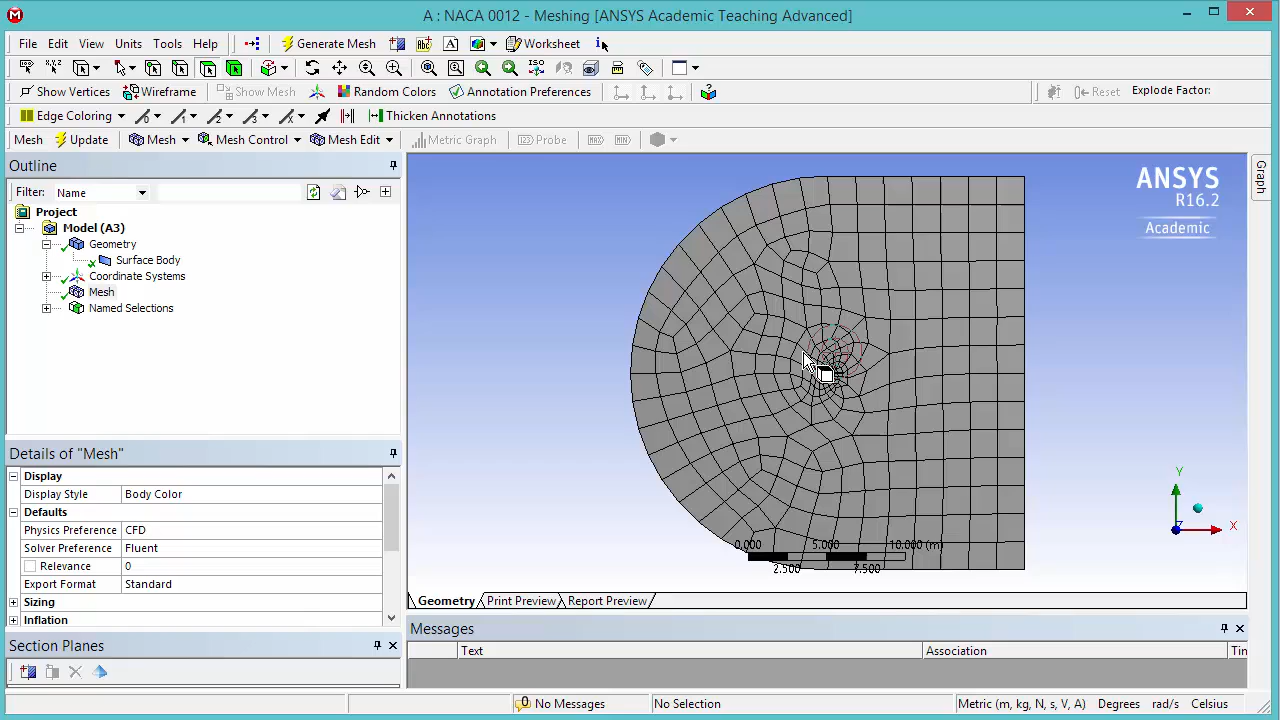 A : NACA 0012 - Meshing [ANSYS Academic Teaching Advanced]
File Edit View Units Tools Help Generate Mesh Worksheet
Show Vertices Wireframe Show Mesh Random Colors Annotation Preferences Reset Explode Factor:
Edge Coloring Thicken Annotations
Mesh Update Mesh Mesh Control Mesh Edit Metric Graph Probe
Outline
Filter: Name
Project
Model (A3)
Geometry
Surface Body
Coordinate Systems
Mesh
Named Selections
Details of "Mesh"
Display
Display Style Body Color
Defaults
Physics Preference CFD
Solver Preference Fluent
Relevance 0
Export Format Standard
Sizing
Inflation
Section Planes
ANSYS
R16.2
Academic
Graph
Y
X
0.000 5.000 10.000 (m)
2.500 7.500
Geometry Print Preview Report Preview
Messages
Text Association Tin
0 No Messages No Selection Metric (m, kg, N, s, V, A) Degrees rad/s Celsius